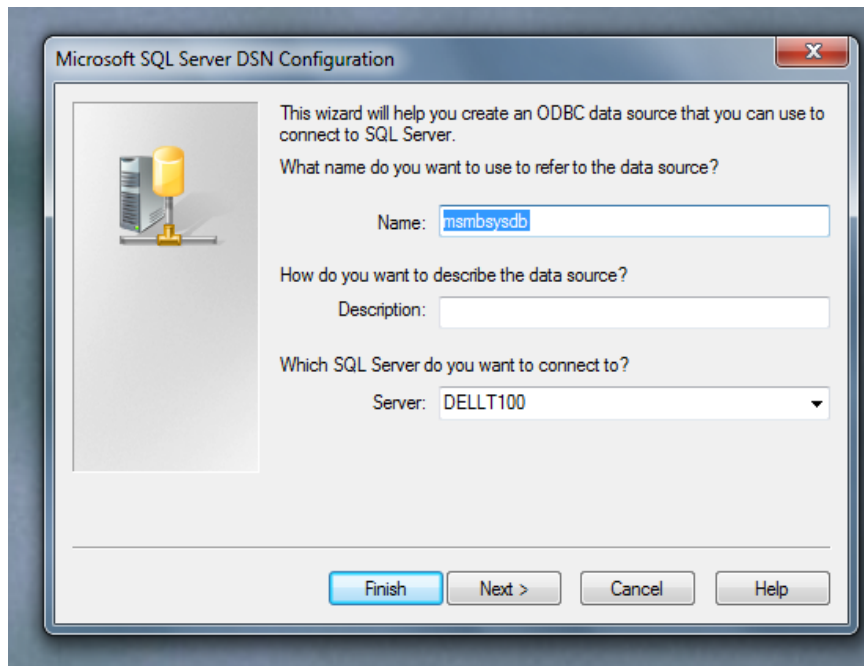 Microsoft SQL Server DSN Configuration
This wizard will help you create an ODBC data source that you can use to
connect to SQL Server.
What name do you want to use to refer to the data source?
Name: msmbsysdb
How do you want to describe the data source?
Description:
Which SQL Server do you want to connect to?
Server: DELLT100
Finish Next > Cancel Help